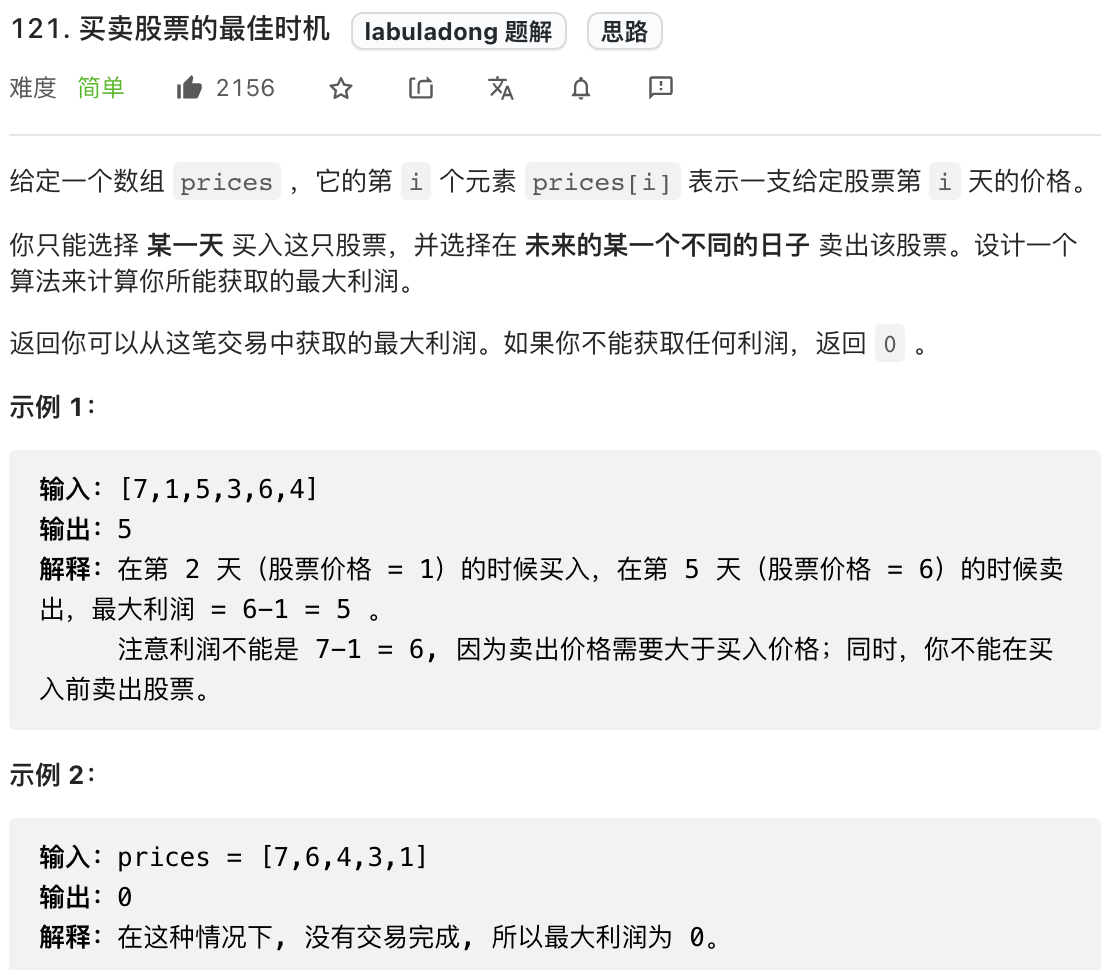 121. 买卖股票的最佳时机 labuladong 题解 思路
难度 简单 2156
给定一个数组 prices ，它的第 i 个元素 prices[i] 表示一支给定股票第 i 天的价格。
你只能选择 某一天 买入这只股票，并选择在 未来的某一个不同的日子 卖出该股票。设计一个
算法来计算你所能获取的最大利润。
返回你可以从这笔交易中获取的最大利润。如果你不能获取任何利润，返回 0 。
示例 1：
输入：[7,1,5,3,6,4]
输出：5
解释：在第 2 天（股票价格 = 1）的时候买入，在第 5 天（股票价格 = 6）的时候卖
出，最大利润 = 6-1 = 5 。
注意利润不能是 7-1 = 6, 因为卖出价格需要大于买入价格；同时，你不能在买
入前卖出股票。
示例 2：
输入：prices = [7,6,4,3,1]
输出：0
解释：在这种情况下, 没有交易完成, 所以最大利润为 0。